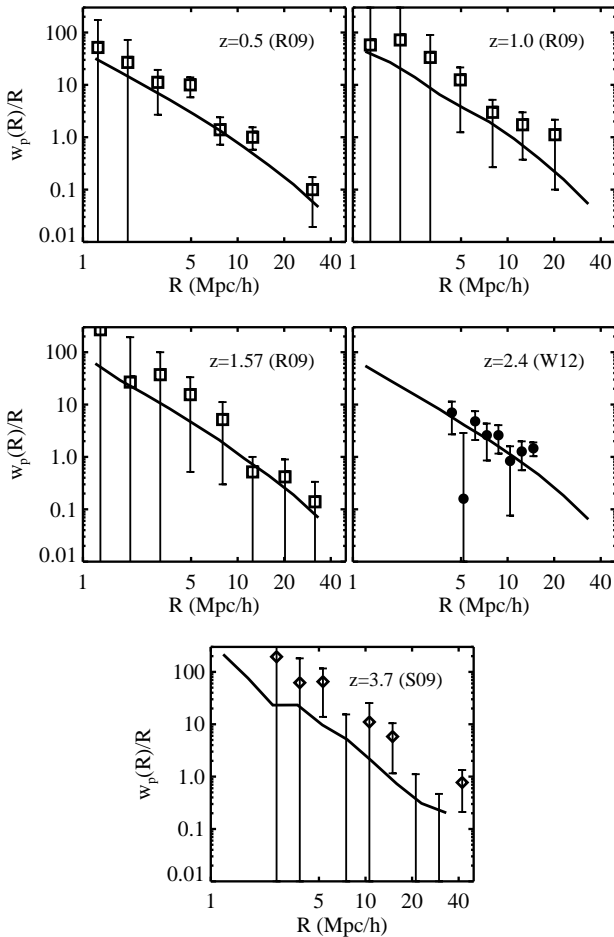 z=0.5 (R09)
z=1.0 (R09)
w_p(R)/R
100
10
1.0
0.1
0.01
1 5 10 20 40
1 5 10 20 40
R (Mpc/h)
R (Mpc/h)
z=1.57 (R09)
z=2.4 (W12)
w_p(R)/R
100
10
1.0
0.1
0.01
1 5 10 20 40
1 5 10 20 40
R (Mpc/h)
R (Mpc/h)
z=3.7 (S09)
w_p(R)/R
100
10
1.0
0.1
0.01
1 5 10 20 40
R (Mpc/h)